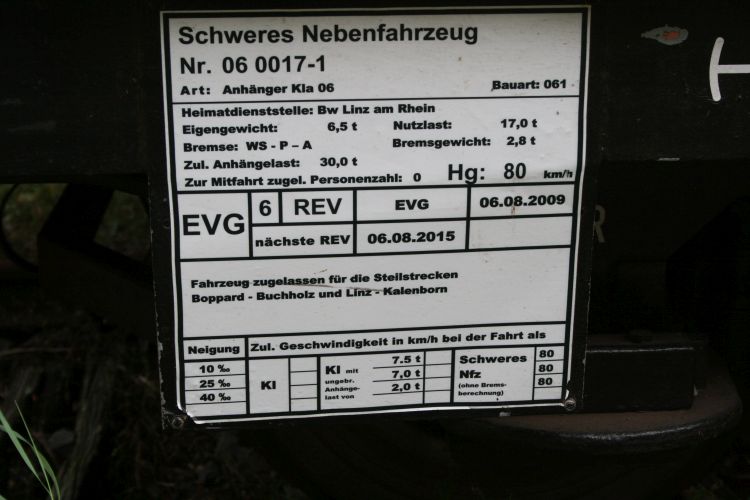 Schweres Nebenfahrzeug
Nr. 06 0017-1
Art: Anhänger Kla 06 Bauart: 061
Heimatdienststelle: Bw Linz am Rhein
Eigengewicht: 6,5 t Nutzlast: 17,0 t
Bremse: WS - P – A Bremsgewicht: 2,8 t
Zul. Anhängelast: 30,0 t
Zur Mitfahrt zugel. Personenzahl: 0 Hg: 80 km/h
EVG 6 REV EVG 06.08.2009
nächste REV 06.08.2015
Fahrzeug zugelassen für die Steilstrecken
Boppard - Buchholz und Linz - Kalenborn
Neigung Zul. Geschwindigkeit in km/h bei der Fahrt als
10 ‰ Kl Kl mit 7.5 t Schweres 80
25 ‰ ungebr. 7,0 t Nfz 80
40 ‰ Anhänge- 2,0 t (ohne Brems- 80
last von berechnung)
R